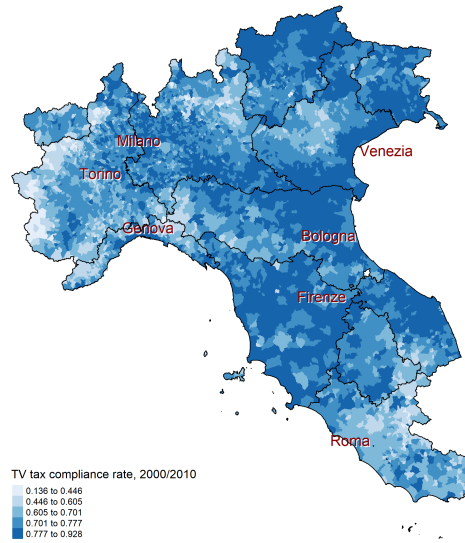 Milano
Venezia
Torino
Genova
Bologna
Firenze
Roma
TV tax compliance rate, 2000/2010
0.136 to 0.446
0.446 to 0.605
0.605 to 0.701
0.701 to 0.777
0.777 to 0.928